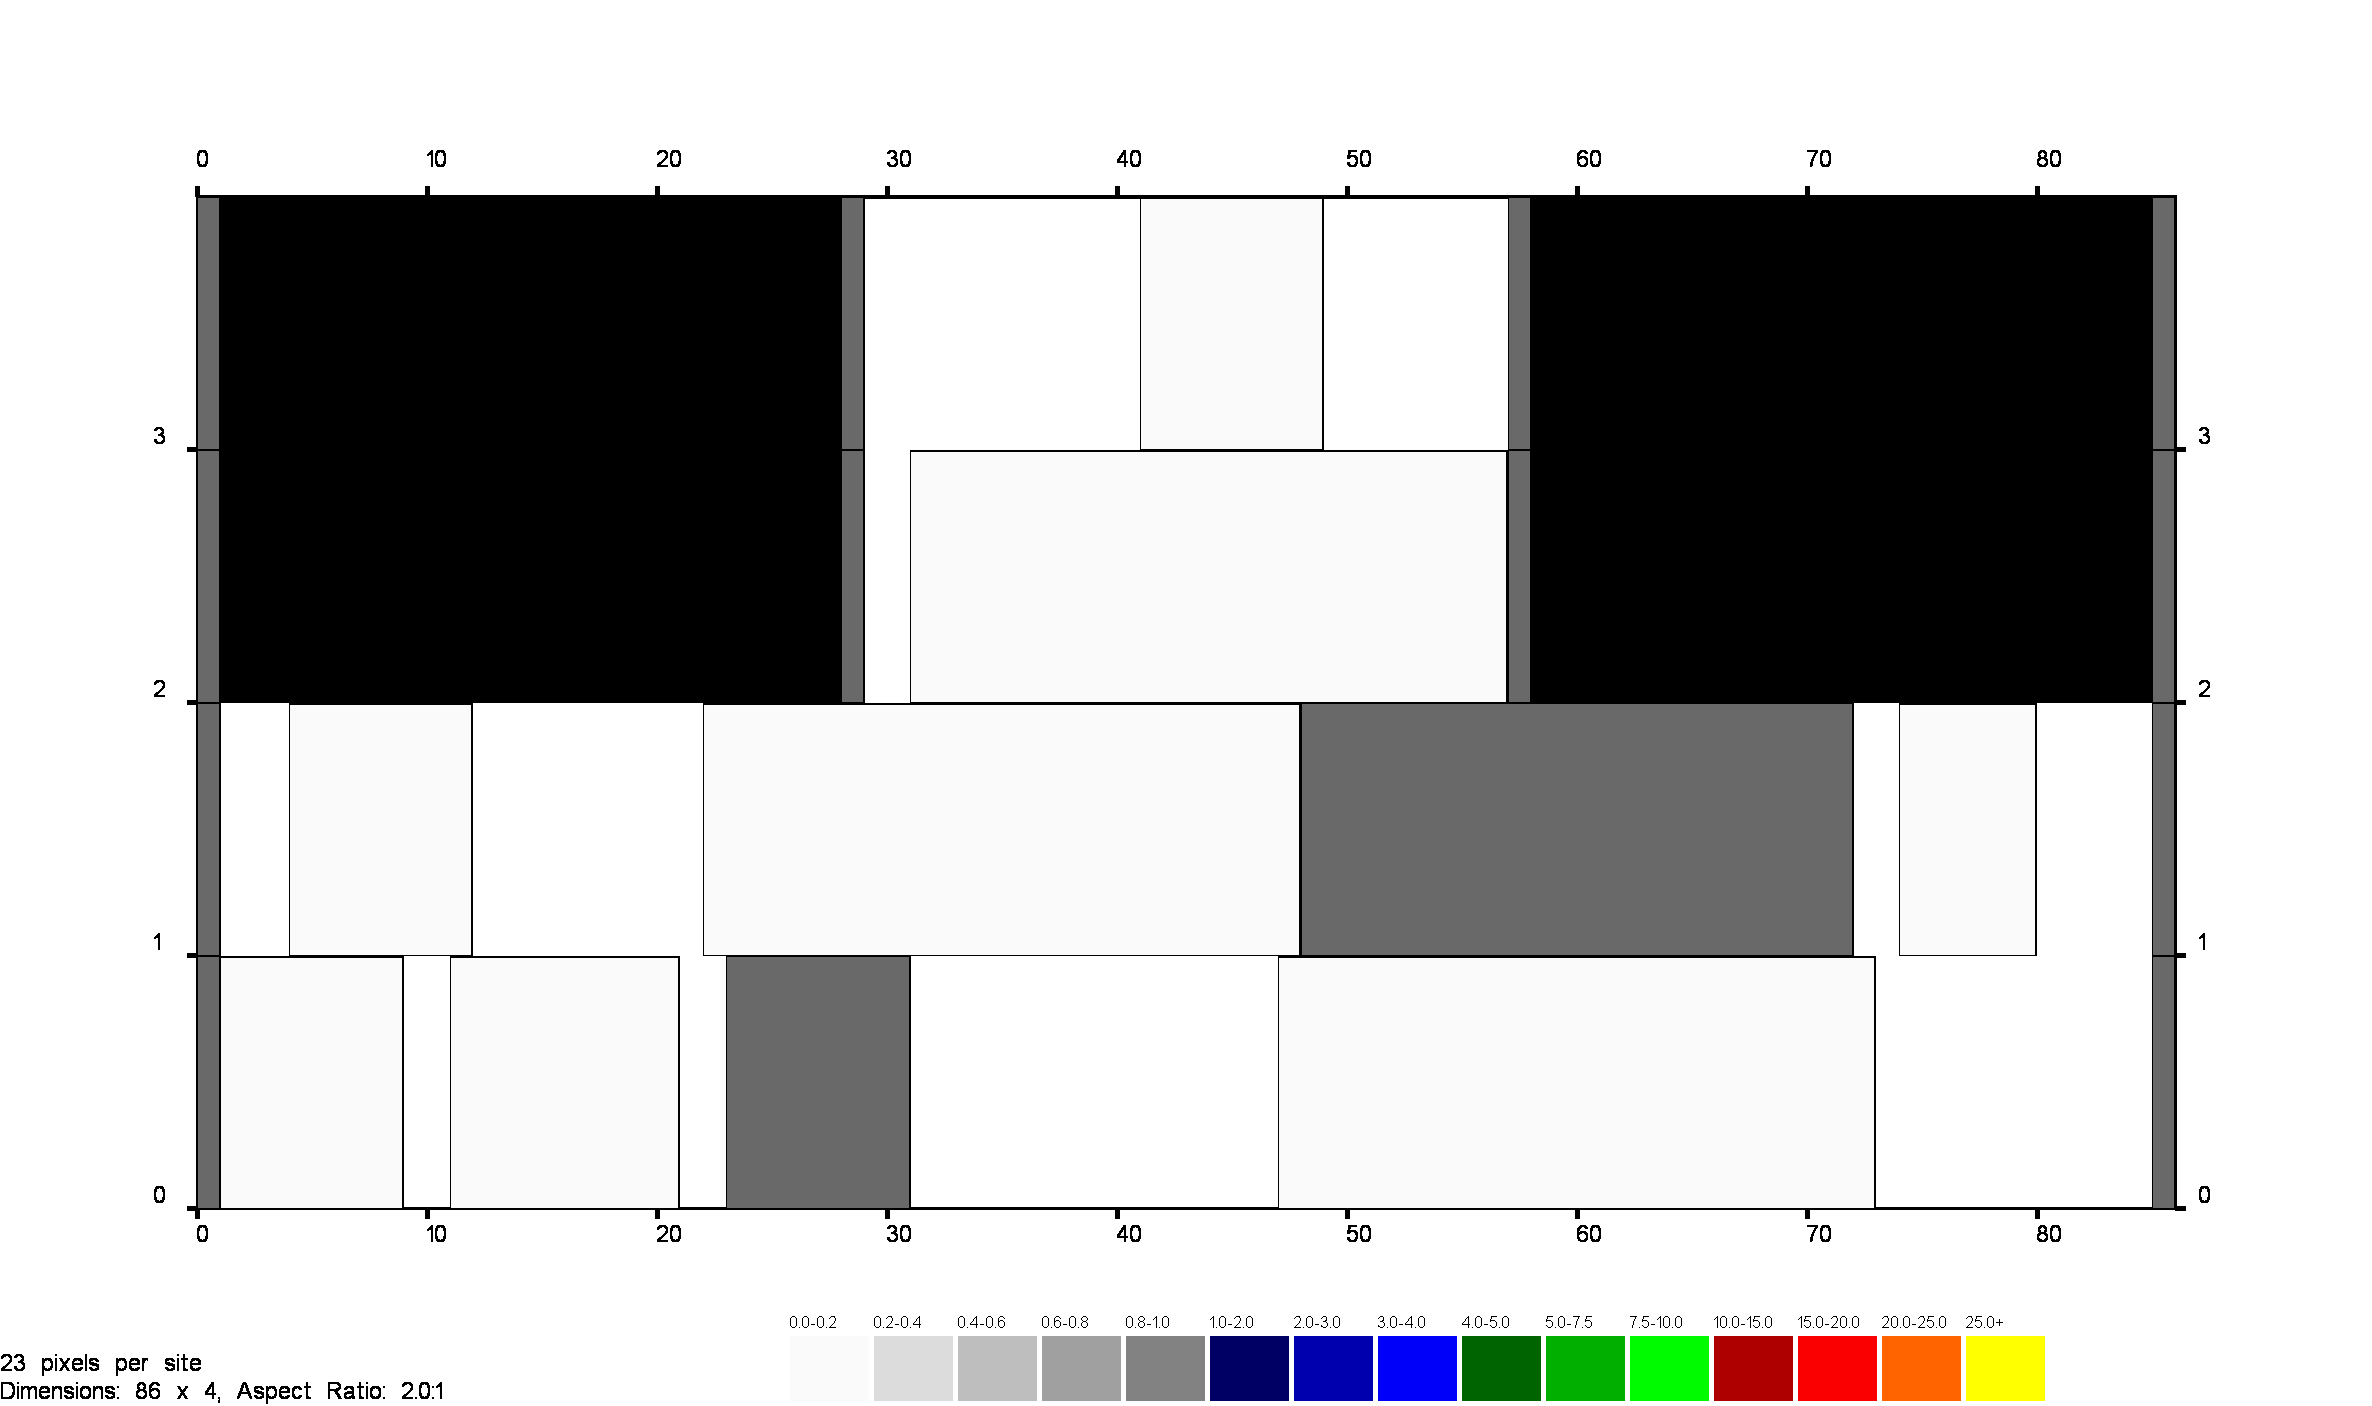 0 10 20 30 40 50 60 70 80
3 3
2 2
1 1
0 0
0 10 20 30 40 50 60 70 80
0.0-0.2 0.2-0.4 0.4-0.6 0.6-0.8 0.8-1.0 1.0-2.0 2.0-3.0 3.0-4.0 4.0-5.0 5.0-7.5 7.5-10.0 10.0-15.0 15.0-20.0 20.0-25.0 25.0+
23 pixels per site
Dimensions: 86 x 4, Aspect Ratio: 2.0:1